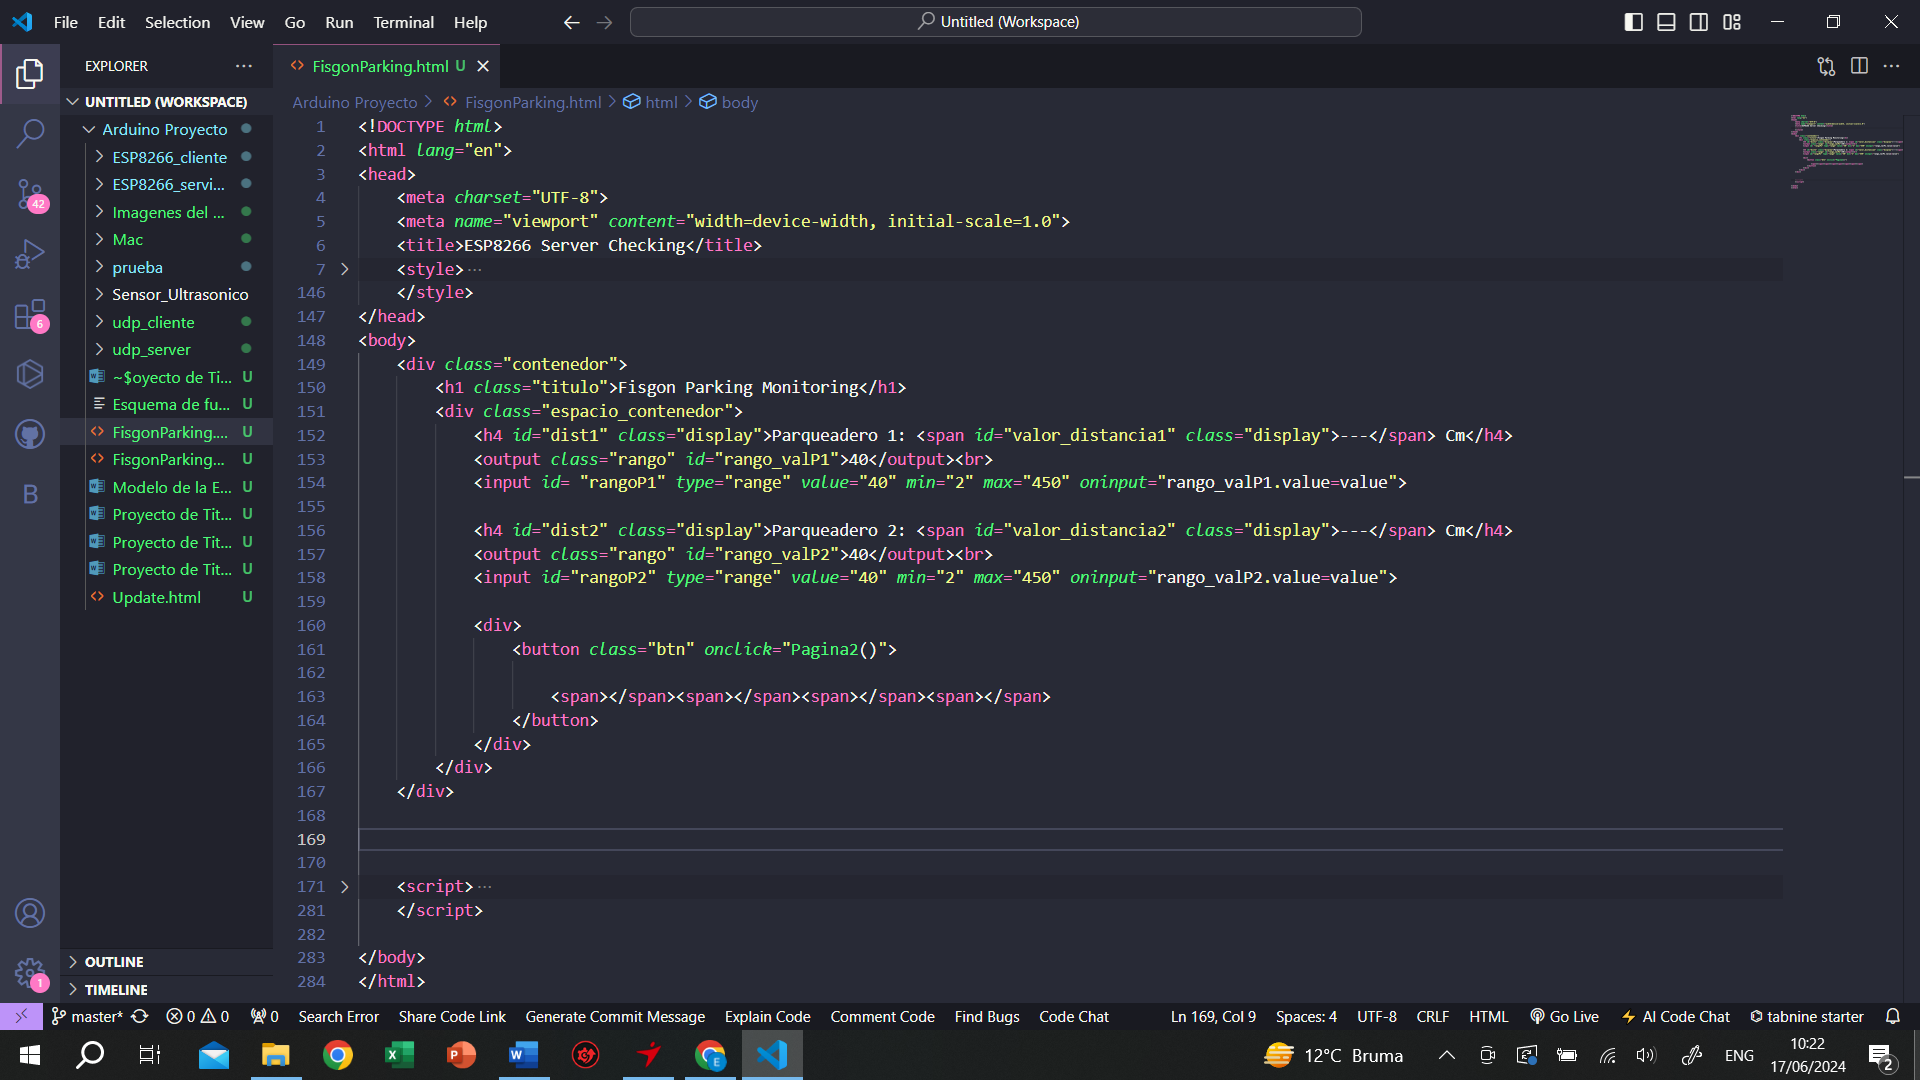 File Edit Selection View Go Run Terminal Help
Untitled (Workspace)
EXPLORER
UNTITLED (WORKSPACE)
Arduino Proyecto
ESP8266_cliente
ESP8266_servi...
Imagenes del ...
Mac
prueba
Sensor_Ultrasonico
udp_cliente
udp_server
~$oyecto de Ti... U
Esquema de fu... U
FisgonParking.... U
FisgonParking... U
Modelo de la E... U
Proyecto de Tit... U
Proyecto de Tit... U
Proyecto de Tit... U
Update.html U
OUTLINE
TIMELINE
42
6
B
1
FisgonParking.html U
Arduino Proyecto > FisgonParking.html > html > body
1 <!DOCTYPE html>
2 <html lang="en">
3 <head>
4 <meta charset="UTF-8">
5 <meta name="viewport" content="width=device-width, initial-scale=1.0">
6 <title>ESP8266 Server Checking</title>
7 <style>...
146 </style>
147 </head>
148 <body>
149 <div class="contenedor">
150 <h1 class="titulo">Fisgon Parking Monitoring</h1>
151 <div class="espacio_contenedor">
152 <h4 id="dist1" class="display">Parqueadero 1: <span id="valor_distancia1" class="display">---</span> Cm</h4>
153 <output class="rango" id="rango_valP1">40</output><br>
154 <input id= "rangoP1" type="range" value="40" min="2" max="450" oninput="rango_valP1.value=value">
155
156 <h4 id="dist2" class="display">Parqueadero 2: <span id="valor_distancia2" class="display">---</span> Cm</h4>
157 <output class="rango" id="rango_valP2">40</output><br>
158 <input id="rangoP2" type="range" value="40" min="2" max="450" oninput="rango_valP2.value=value">
159
160 <div>
161 <button class="btn" onclick="Pagina2()">
162
163 <span></span><span></span><span></span><span></span>
164 </button>
165 </div>
166 </div>
167 </div>
168
169
170
171 <script>...
281 </script>
282
283 </body>
284 </html>
master* 0 0 0 Search Error Share Code Link Generate Commit Message Explain Code Comment Code Find Bugs Code Chat Ln 169, Col 9 Spaces: 4 UTF-8 CRLF HTML Go Live AI Code Chat tabnine starter
12°C Bruma ENG 10:22
17/06/2024
2